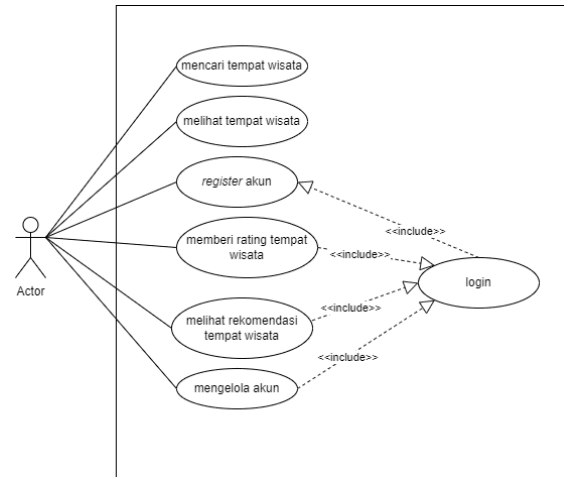 mencari tempat wisata
melihat tempat wisata
register akun
<<include>>
memberi rating tempat
wisata
<<include>>
login
Actor
<<include>>
melihat rekomendasi
tempat wisata
<<include>>
mengelola akun